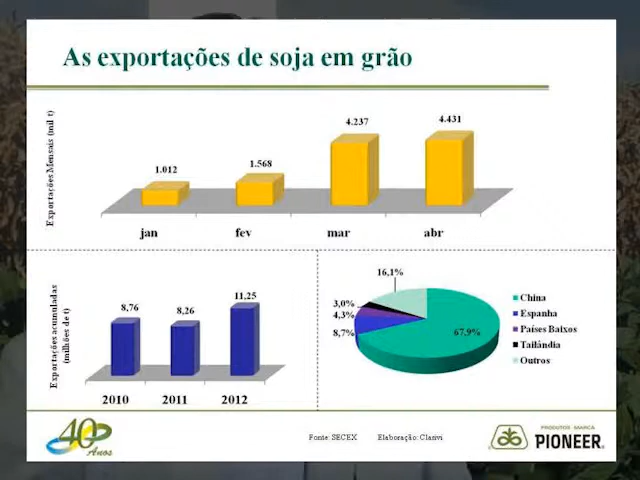 As exportações de soja em grão
Exportações Mensais (mil t)
1.012
1.568
4.237
4.431
jan
fev
mar
abr
Exportações acumuladas
(milhões de t)
8,76
8,26
11,25
2010
2011
2012
16,1%
3,0%
4,3%
8,7%
67,9%
China
Espanha
Países Baixos
Tailândia
Outros
40
Anos
Fonte: SECEX
Elaboração: Clarivi
PRODUTOS MARCA
PIONEER